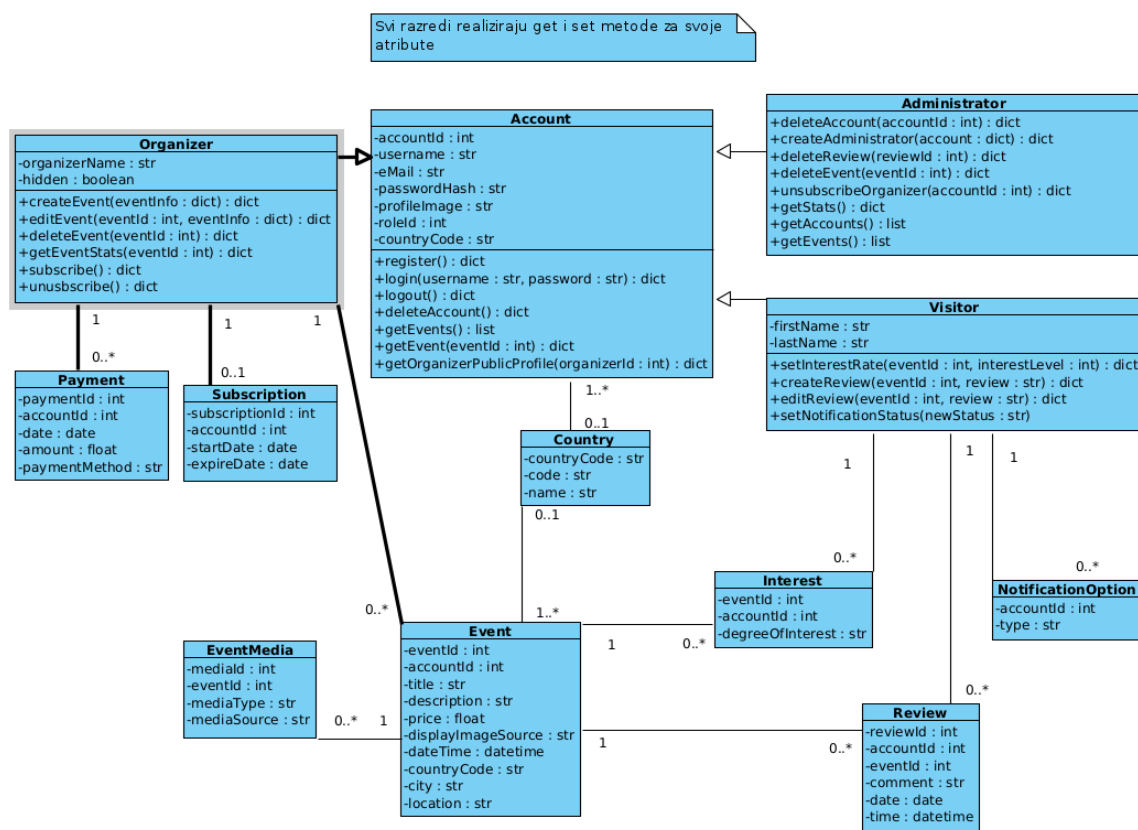 Svi razredi realiziraju get i set metode za svoje
atribute
Organizer
-organizerName : str
-hidden : boolean
+createEvent(eventInfo : dict) : dict
+editEvent(eventId : int, eventInfo : dict) : dict
+deleteEvent(eventId : int) : dict
+getEventStats(eventId : int) : dict
+subscribe() : dict
+unusbscribe() : dict
Account
-accountId : int
-username : str
-eMail : str
-passwordHash : str
-profileImage : str
-roleId : int
-countryCode : str
+register() : dict
+login(username : str, password : str) : dict
+logout() : dict
+deleteAccount() : dict
+getEvents() : list
+getEvent(eventId : int) : dict
+getOrganizerPublicProfile(organizerId : int) : dict
Administrator
+deleteAccount(accountId : int) : dict
+createAdministrator(account : dict) : dict
+deleteReview(reviewId : int) : dict
+deleteEvent(eventId : int) : dict
+unsubscribeOrganizer(accountId : int) : dict
+getStats() : dict
+getAccounts() : list
+getEvents() : list
Visitor
-firstName : str
-lastName : str
+setInterestRate(eventId : int, interestLevel : int) : dict
+createReview(eventId : int, review : str) : dict
+editReview(eventId : int, review : str) : dict
+setNotificationStatus(newStatus : str)
1
1
1
0..*
0..1
Payment
-paymentId : int
-accountId : int
-date : date
-amount : float
-paymentMethod : str
Subscription
-subscriptionId : int
-accountId : int
-startDate : date
-expireDate : date
1..*
0..1
Country
-countryCode : str
-code : str
-name : str
0..1
1..*
1
1
1
0..*
0..*
0..*
Interest
-eventId : int
-accountId : int
-degreeOfInterest : str
NotificationOption
-accountId : int
-type : str
0..*
1
0..*
EventMedia
-mediaId : int
-eventId : int
-mediaType : str
-mediaSource : str
0..*
1
Event
-eventId : int
-accountId : int
-title : str
-description : str
-price : float
-displayImageSource : str
-dateTime : datetime
-countryCode : str
-city : str
-location : str
1
0..*
Review
-reviewId : int
-accountId : int
-eventId : int
-comment : str
-date : date
-time : datetime